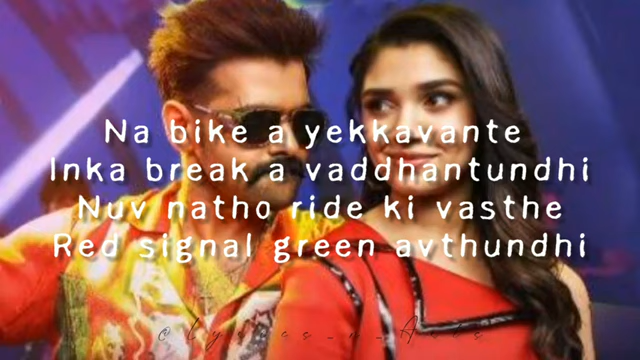 Na bike a yekkavante
Inka break a vaddhantundhi
Nuv natho ride ki vasthe
Red signal green avthundhi